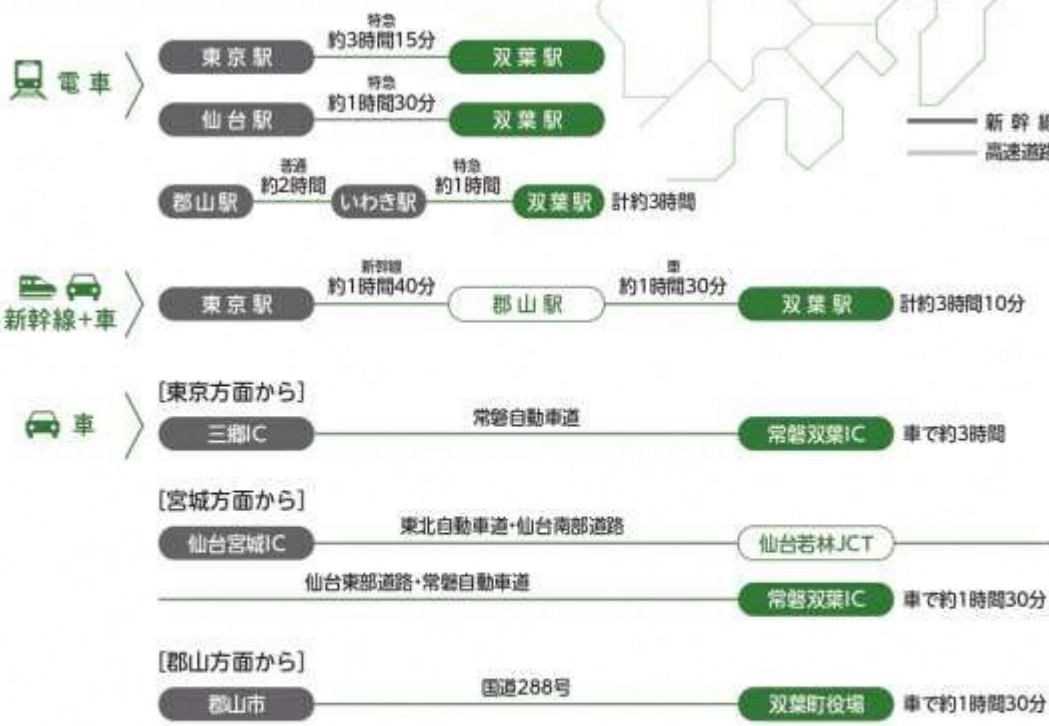 電車
特急
約3時間15分
東京駅 双葉駅
特急
約1時間30分
仙台駅 双葉駅
普通 特急
約2時間 約1時間
郡山駅 いわき駅 双葉駅 計約3時間
新幹線
高速道路
新幹線+車
新幹線 車
約1時間40分 約1時間30分
東京駅 郡山駅 双葉駅 計約3時間10分
車
[東京方面から]
常磐自動車道
三郷IC 常磐双葉IC 車で約3時間
[宮城方面から]
東北自動車道・仙台南部道路
仙台宮城IC 仙台若林JCT
仙台東部道路・常磐自動車道
常磐双葉IC 車で約1時間30分
[郡山方面から]
国道288号
郡山市 双葉町役場 車で約1時間30分